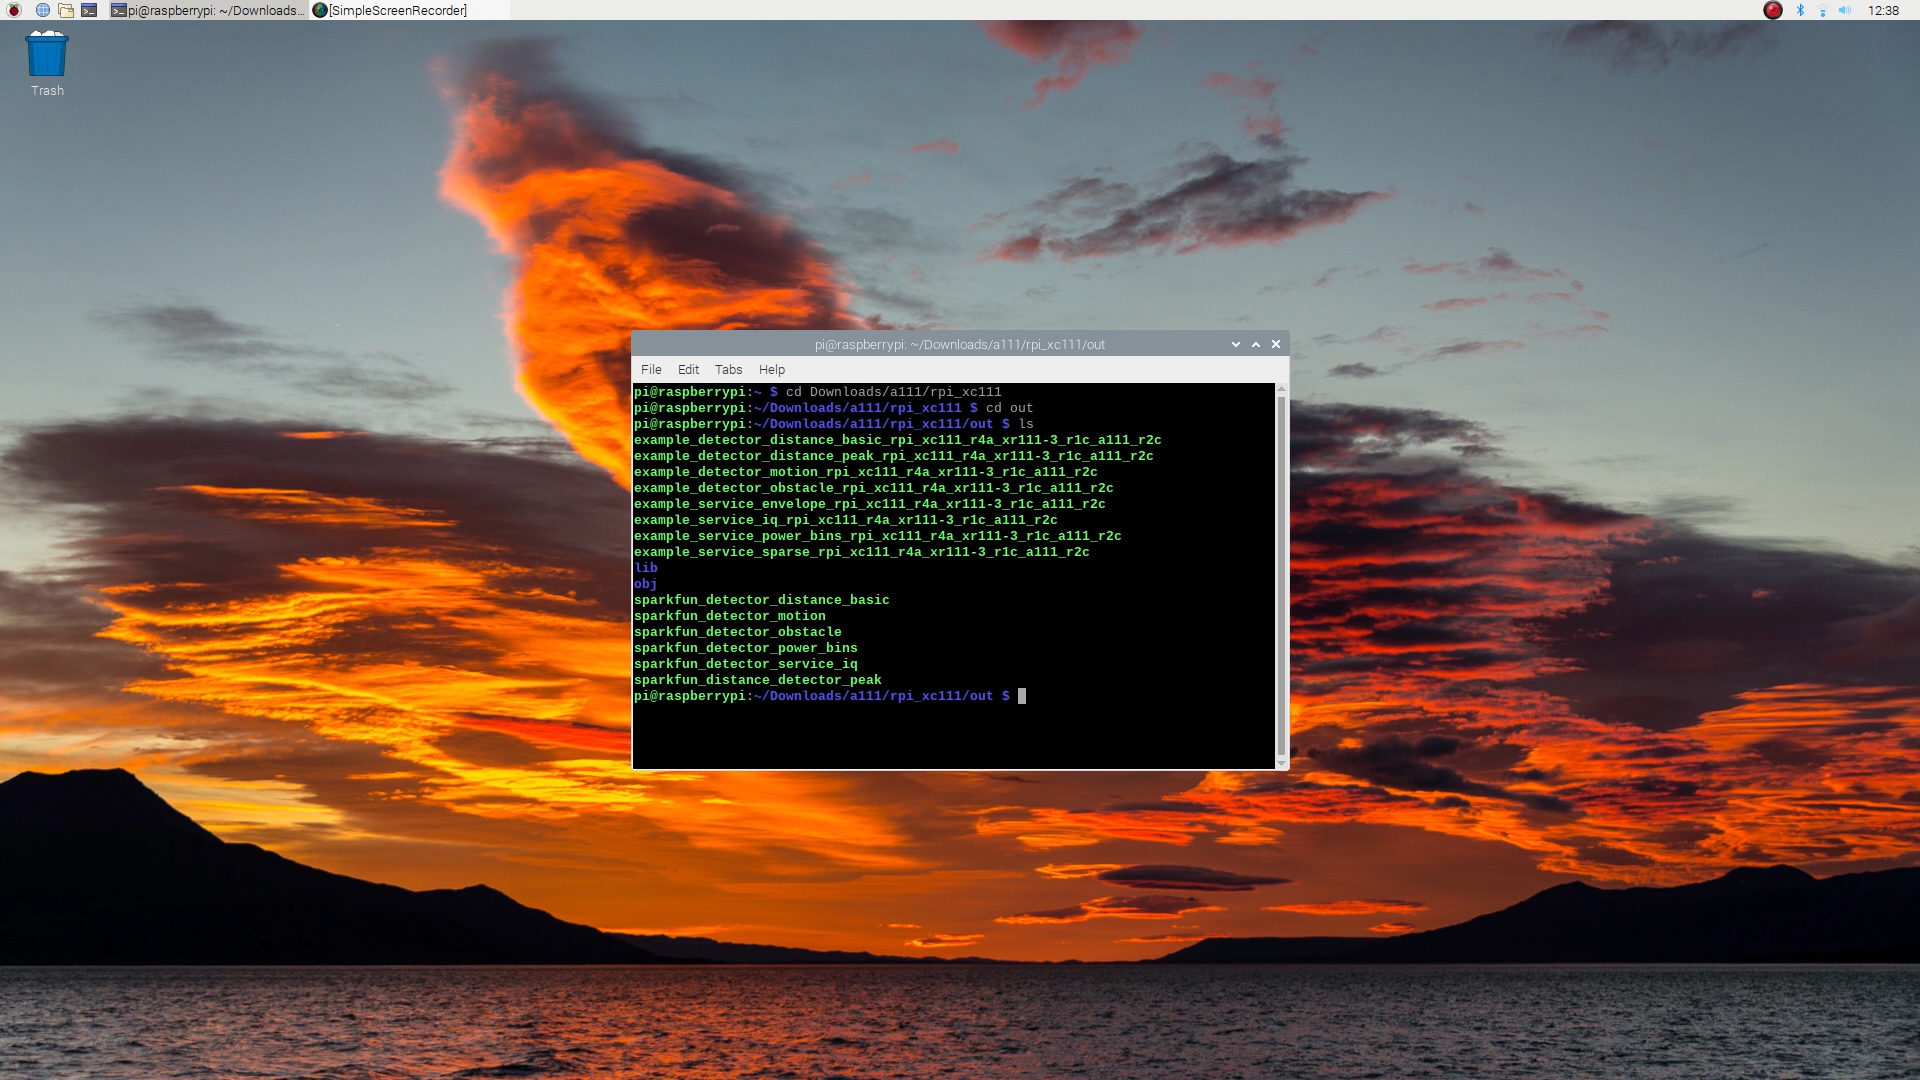 pi@raspberrypi: ~/Downloads...
[SimpleScreenRecorder]
12:38
Trash
pi@raspberrypi: ~/Downloads/a111/rpi_xc111/out
File Edit Tabs Help
pi@raspberrypi:~ $ cd Downloads/a111/rpi_xc111
pi@raspberrypi:~/Downloads/a111/rpi_xc111 $ cd out
pi@raspberrypi:~/Downloads/a111/rpi_xc111/out $ ls
example_detector_distance_basic_rpi_xc111_r4a_xr111-3_r1c_a111_r2c
example_detector_distance_peak_rpi_xc111_r4a_xr111-3_r1c_a111_r2c
example_detector_motion_rpi_xc111_r4a_xr111-3_r1c_a111_r2c
example_detector_obstacle_rpi_xc111_r4a_xr111-3_r1c_a111_r2c
example_service_envelope_rpi_xc111_r4a_xr111-3_r1c_a111_r2c
example_service_iq_rpi_xc111_r4a_xr111-3_r1c_a111_r2c
example_service_power_bins_rpi_xc111_r4a_xr111-3_r1c_a111_r2c
example_service_sparse_rpi_xc111_r4a_xr111-3_r1c_a111_r2c
lib
obj
sparkfun_detector_distance_basic
sparkfun_detector_motion
sparkfun_detector_obstacle
sparkfun_detector_power_bins
sparkfun_detector_service_iq
sparkfun_distance_detector_peak
pi@raspberrypi:~/Downloads/a111/rpi_xc111/out $